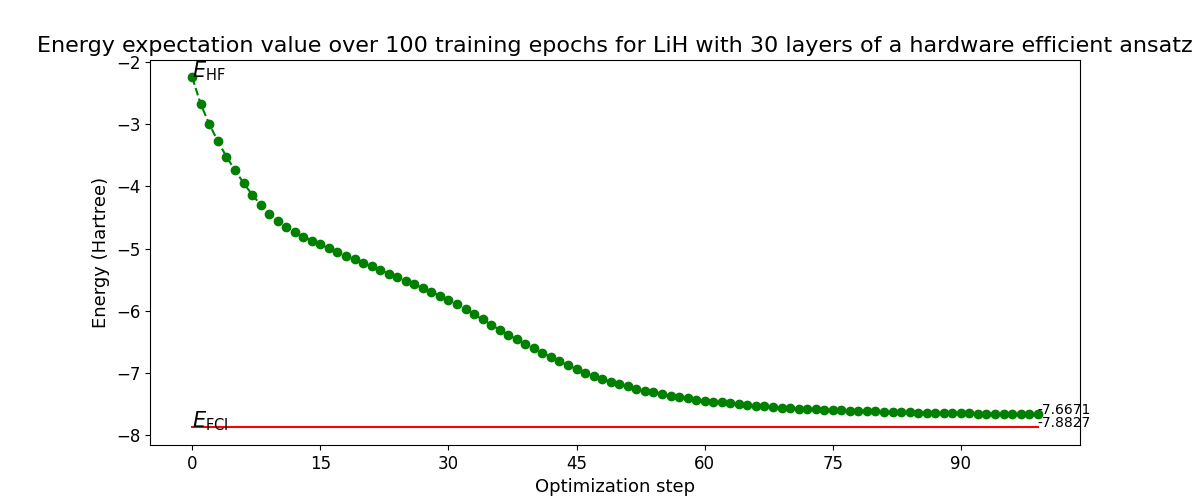 Energy expectation value over 100 training epochs for LiH with 30 layers of a hardware efficient ansatz
E_HF
−2
−3
−4
−5
−6
−7
−8
Energy (Hartree)
-7.6671
-7.8827
E_FCI
0 15 30 45 60 75 90
Optimization step